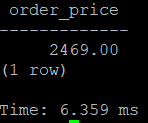 order_price
-------------
2469.00
(1 row)
Time: 6.359 ms